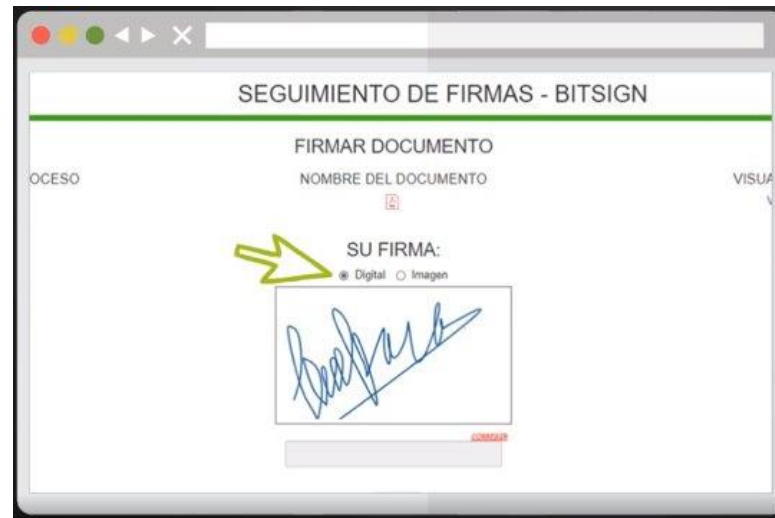 SEGUIMIENTO DE FIRMAS - BITSIGN
FIRMAR DOCUMENTO
OCESO NOMBRE DEL DOCUMENTO VISUA
SU FIRMA:
Digital Imagen